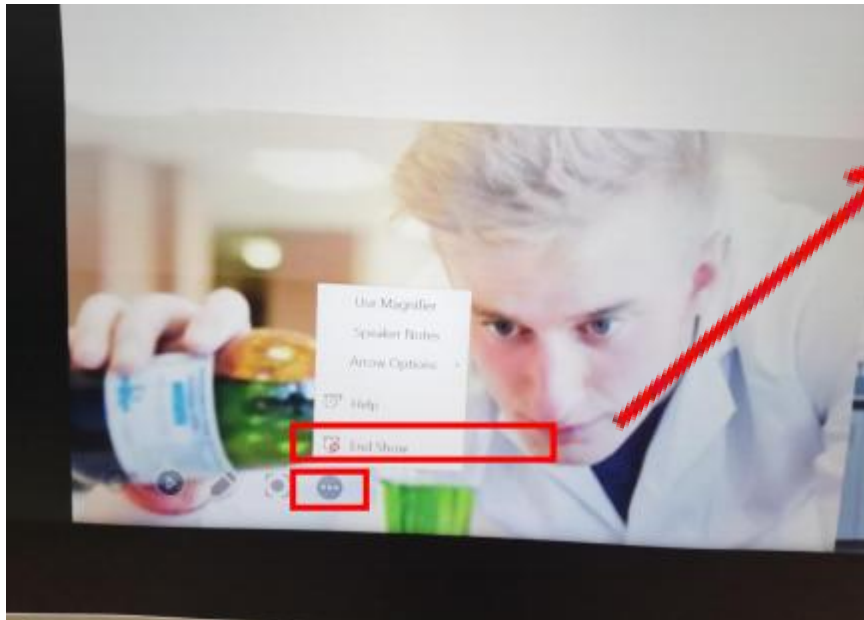 Use Magnifier
Speaker Notes
Arrow Options
Help
End Show